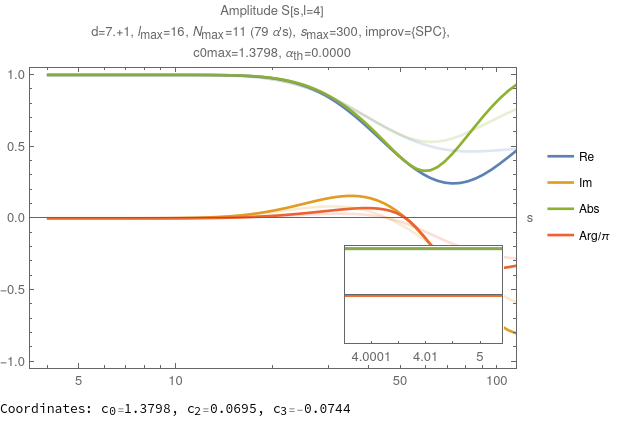 Amplitude S[s,l=4]
d=7.+1, lmax=16, Nmax=11 (79 α's), smax=300, improv={SPC},
c0max=1.3798, αth=0.0000
1.0
0.5
0.0
−0.5
−1.0
5
10
50
100
s
Re
Im
Abs
Arg/π
4.0001
4.01
5
Coordinates: c0=1.3798, c2=0.0695, c3=-0.0744